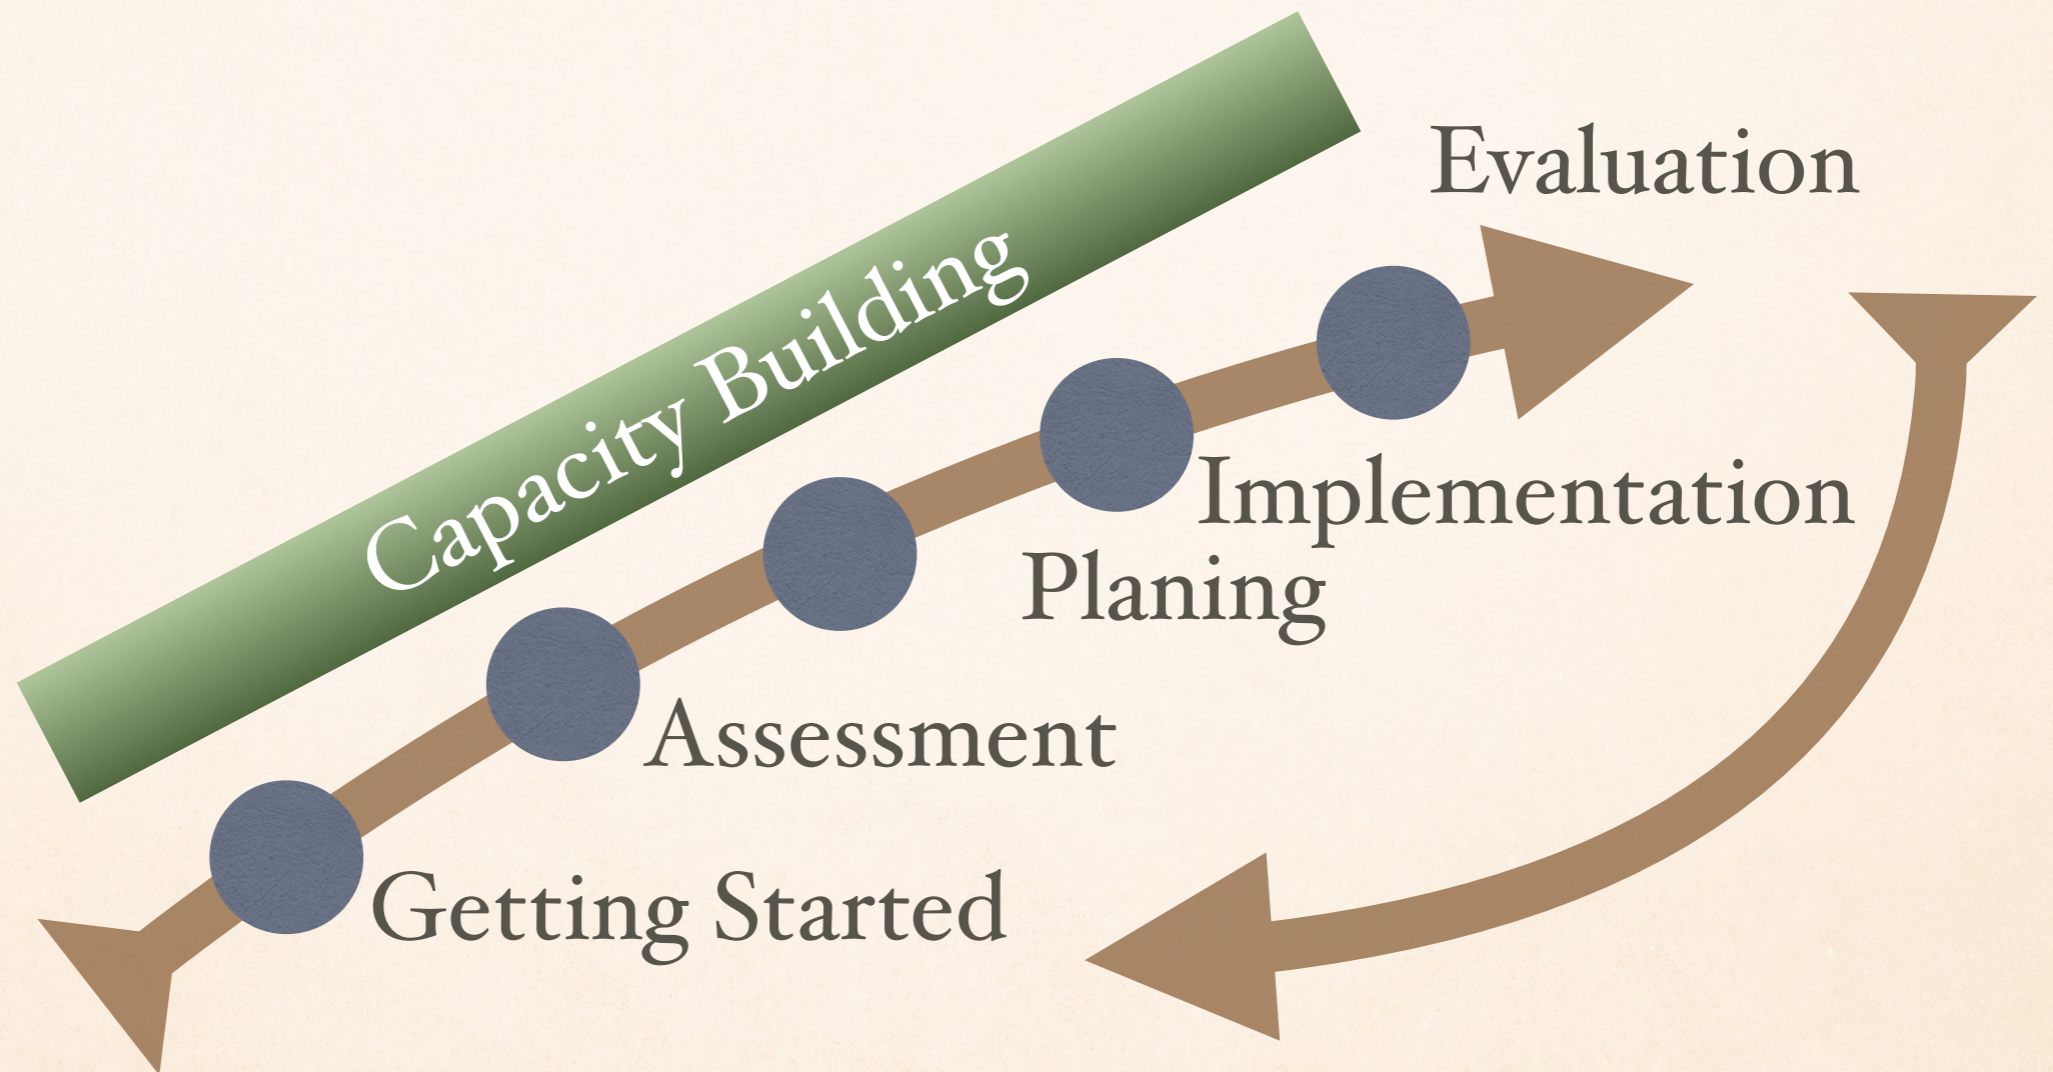 Capacity Building
Evaluation
Implementation
Planing
Assessment
Getting Started